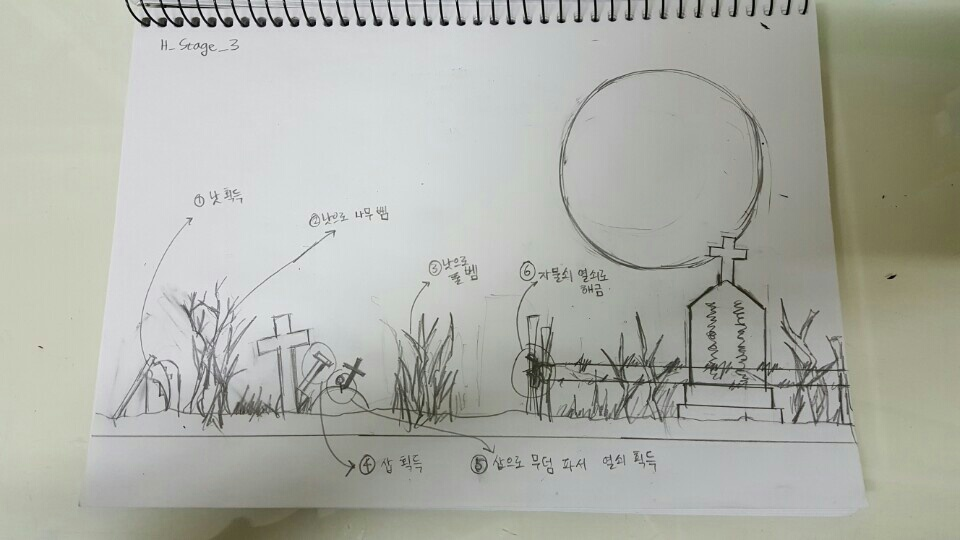 H_Stage_3
① 낫 획득
② 낫으로 나무 벰
③ 낫으로
풀 벰
⑥ 자물쇠 열쇠로
해금
④ 삽 획득
⑤ 삽으로 무덤 파서 열쇠 획득